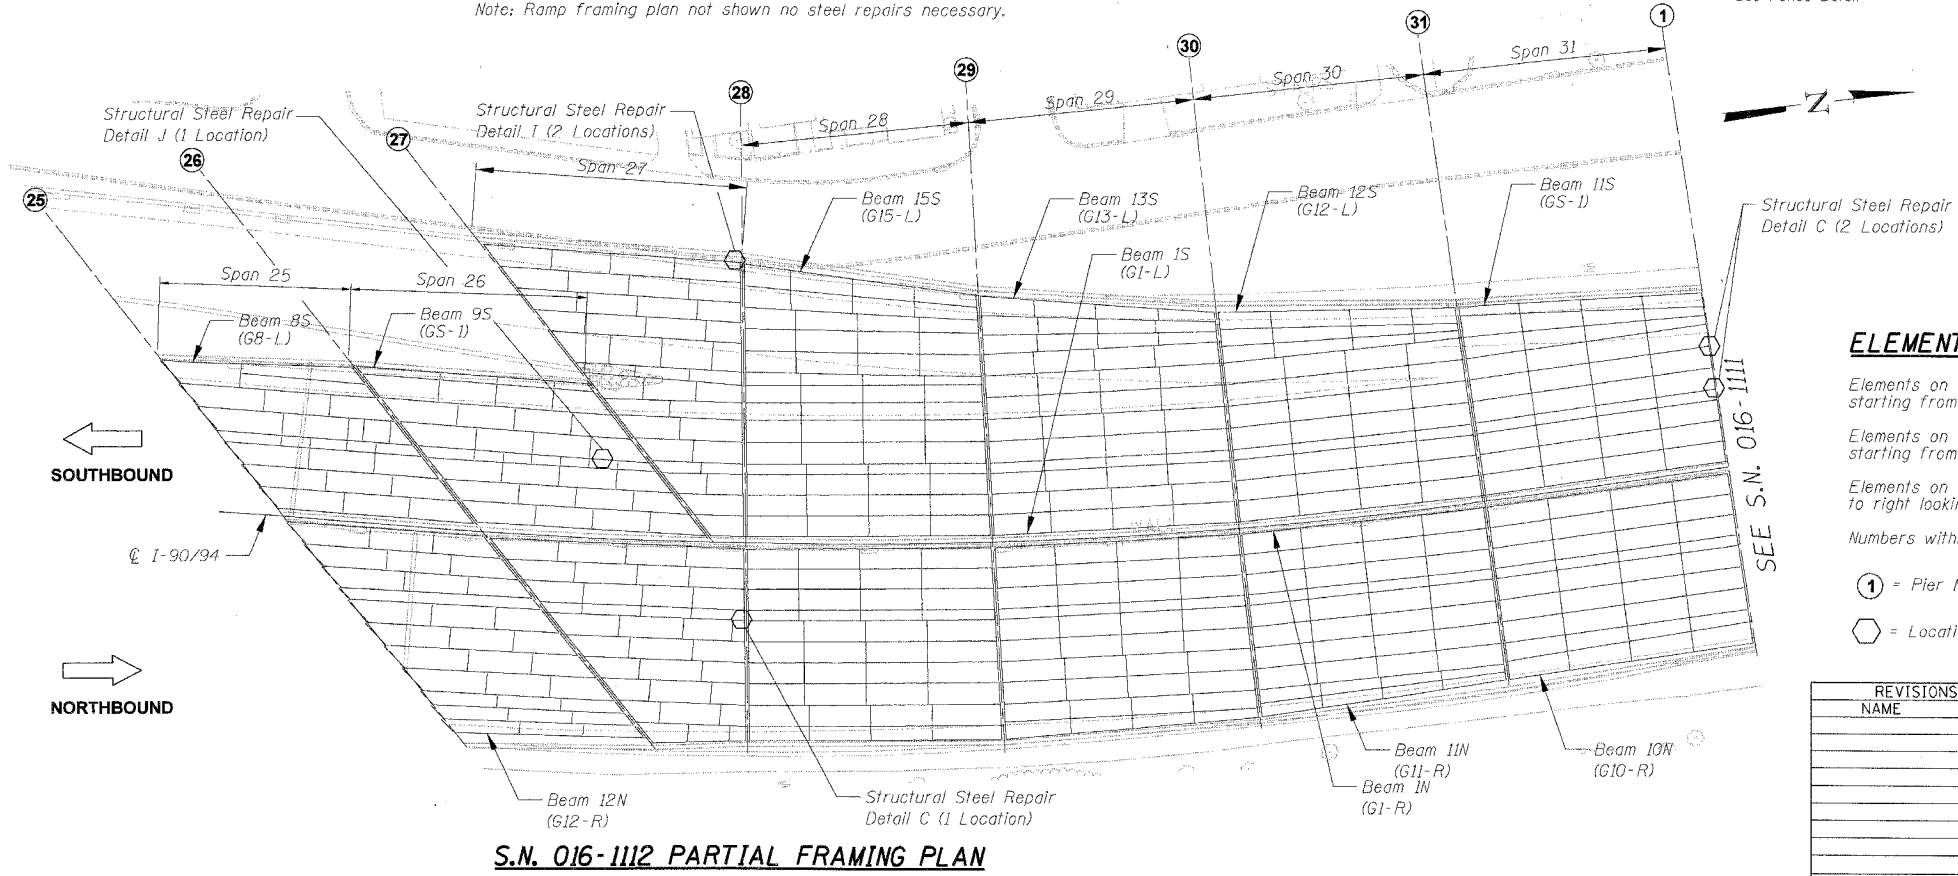 Note: Ramp framing plan not shown no steel repairs necessary.
1
31
30
29
28
27
26
25
Span 31
Span 30
Span 29
Span 28
Span 27
Span 26
Span 25
Structural Steel Repair
Detail J (1 Location)
Structural Steel Repair
Detail I (2 Locations)
Z
Beam 15S
(G15-L)
Beam 13S
(G13-L)
Beam 12S
(G12-L)
Beam 11S
(GS-1)
Structural Steel Repair
Detail C (2 Locations)
Beam 1S
(G1-L)
Beam 8S
(G8-L)
Beam 9S
(GS-1)
SOUTHBOUND
℄ I-90/94
NORTHBOUND
SEE S.N. 016-1111
ELEMENT
Elements on
starting from
Elements on
starting from
Elements on
to right lookin
Numbers with
1 = Pier
= Locati
REVISIONS
NAME
Beam 12N
(G12-R)
Structural Steel Repair
Detail C (1 Location)
Beam 11N
(G11-R)
Beam 1N
(G1-R)
Beam 10N
(G10-R)
S.N. 016-1112 PARTIAL FRAMING PLAN